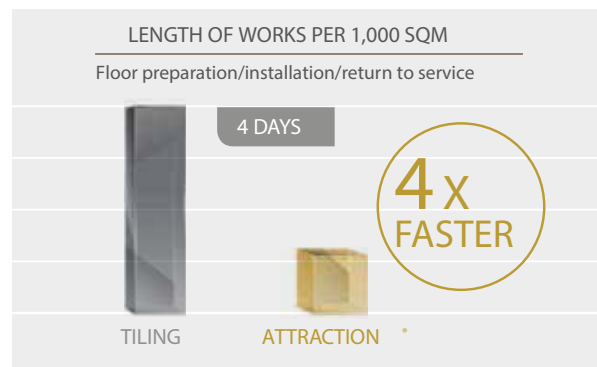 LENGTH OF WORKS PER 1,000 SQM
Floor preparation/installation/return to service
4 DAYS
4 X
FASTER
TILING
ATTRACTION